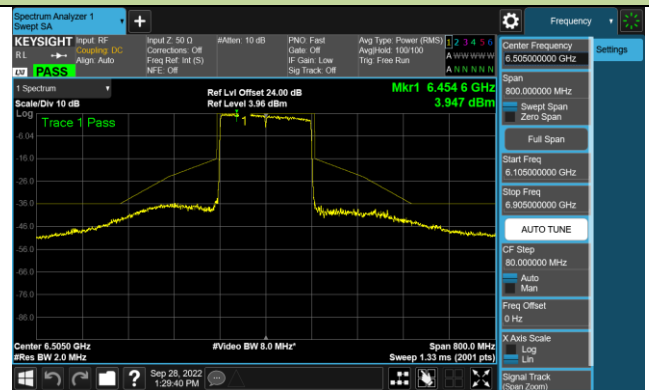 Spectrum Analyzer 1
Swept SA
Frequency
KEYSIGHT
Input: RF
Coupling: DC
Align: Auto
Input Z: 50 Ω
Corrections: Off
Freq Ref: Int (S)
NFE: Off
#Atten: 10 dB
PNO: Fast
Gate: Off
IF Gain: Low
Sig Track: Off
Avg Type: Power (RMS)
Avg|Hold: 100/100
Trig: Free Run
1 2 3 4 5 6
A W W W W W
A N N N N N
RL
LXI
PASS
1 Spectrum
Scale/Div 10 dB
Ref Lvl Offset 24.00 dB
Ref Level 3.96 dBm
Mkr1 6.454 6 GHz
3.947 dBm
Log
Trace 1 Pass
1
-6.04
-16.0
-26.0
-36.0
-46.0
-56.0
-66.0
-76.0
-86.0
Center 6.5050 GHz
#Res BW 2.0 MHz
#Video BW 8.0 MHz*
Span 800.0 MHz
Sweep 1.33 ms (2001 pts)
Sep 28, 2022
1:29:40 PM
Center Frequency
6.505000000 GHz
Settings
Span
800.000000 MHz
Swept Span
Zero Span
Full Span
Start Freq
6.105000000 GHz
Stop Freq
6.905000000 GHz
AUTO TUNE
CF Step
80.000000 MHz
Auto
Man
Freq Offset
0 Hz
X Axis Scale
Log
Lin
Signal Track
(Span Zoom)